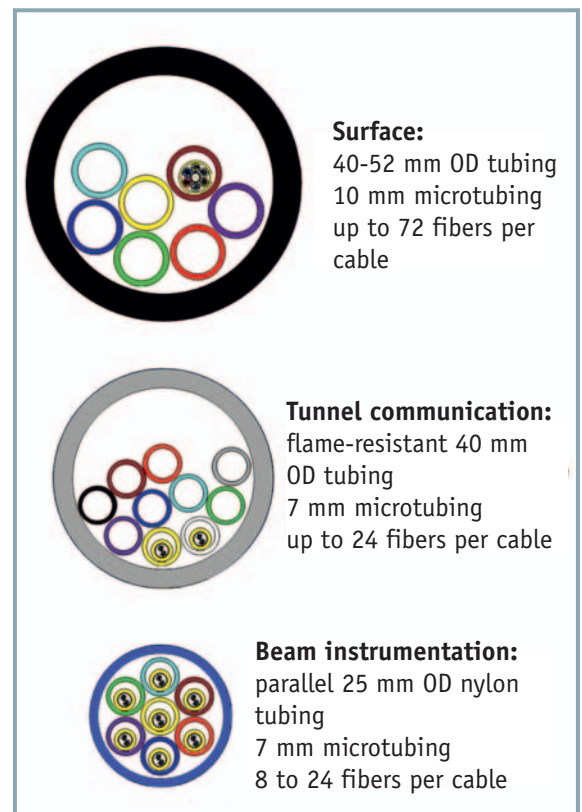 Surface:
40-52 mm OD tubing
10 mm microtubing
up to 72 fibers per
cable
Tunnel communication:
flame-resistant 40 mm
OD tubing
7 mm microtubing
up to 24 fibers per cable
Beam instrumentation:
parallel 25 mm OD nylon
tubing
7 mm microtubing
8 to 24 fibers per cable